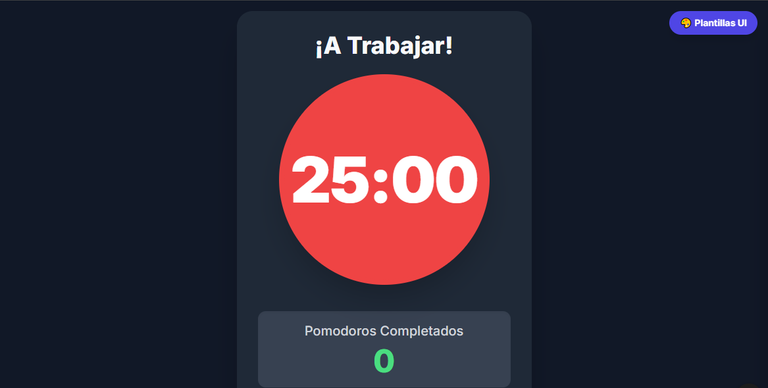 ¡A Trabajar!
🎨 Plantillas UI
25:00
Pomodoros Completados
0